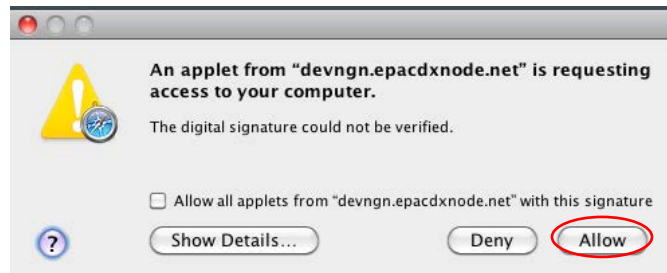 An applet from “devngn.epacdxnode.net” is requesting
access to your computer.
The digital signature could not be verified.
Allow all applets from “devngn.epacdxnode.net” with this signature
?
Show Details...
Deny
Allow